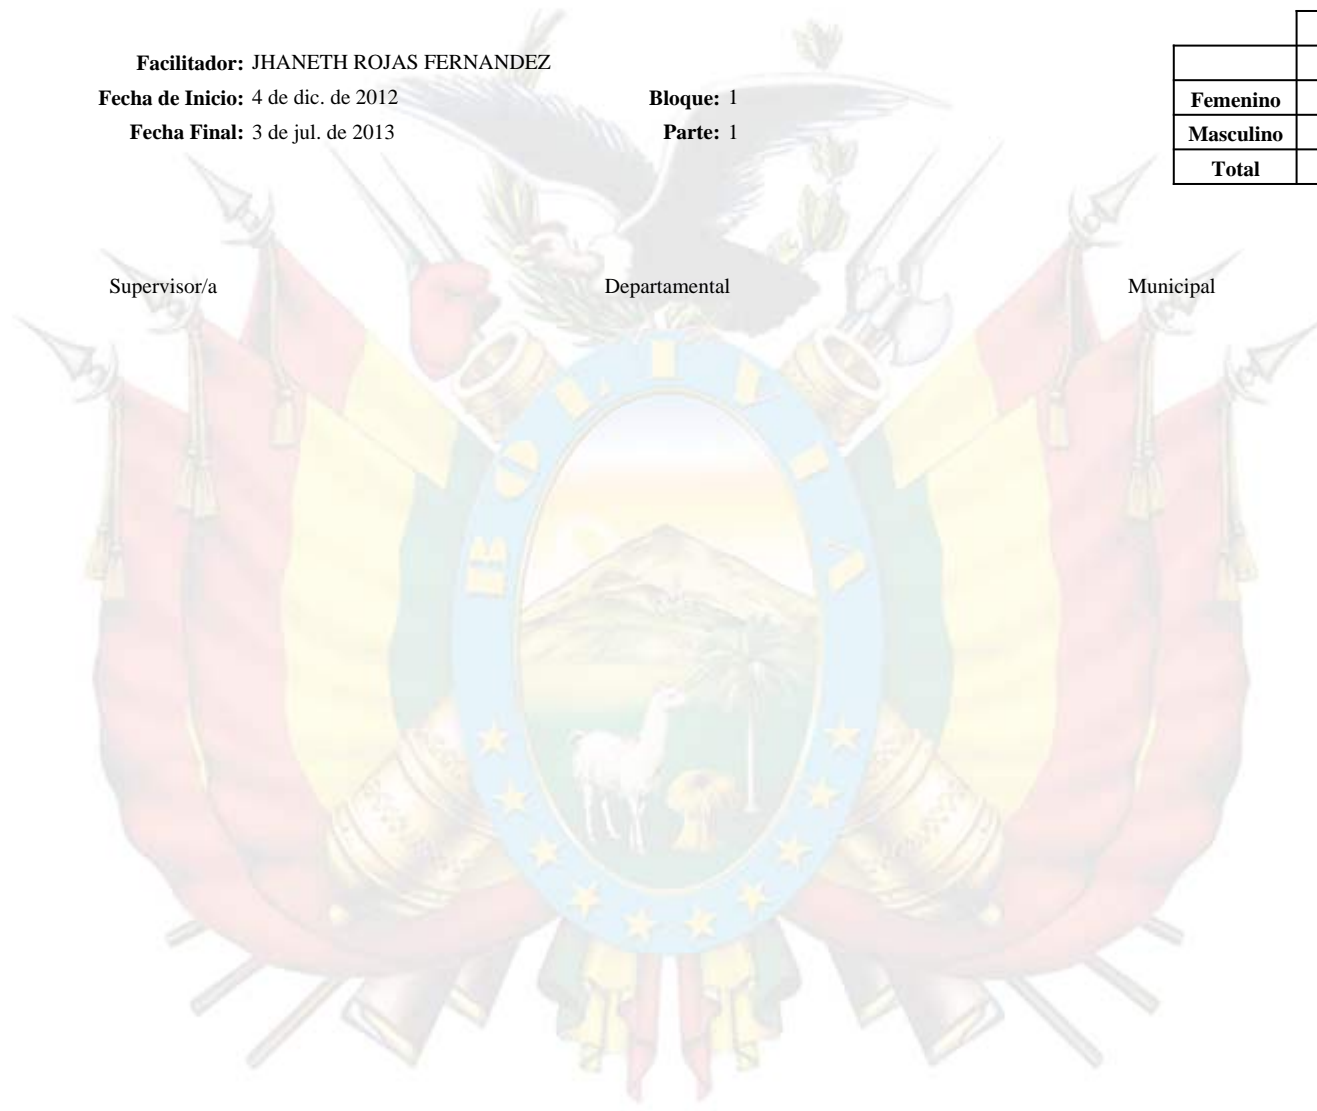 Facilitador: JHANETH ROJAS FERNANDEZ
Fecha de Inicio: 4 de dic. de 2012 Bloque: 1
Fecha Final: 3 de jul. de 2013 Parte: 1
Femenino
Masculino
Total
Supervisor/a Departamental Municipal
BOLIVIA